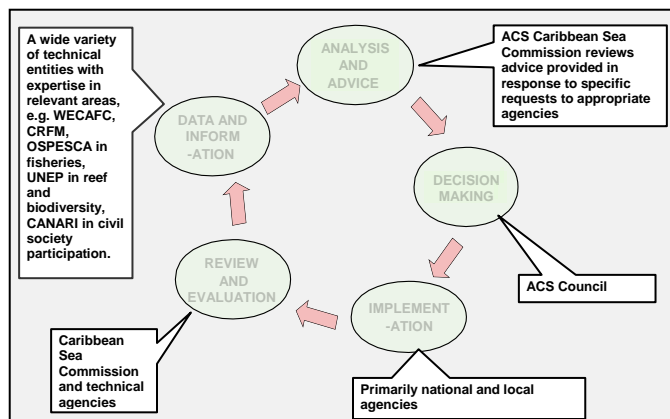 A wide variety
of technical
entities with
expertise in
relevant areas,
e.g. WECAFC,
CRFM,
OSPESCA in
fisheries,
UNEP in reef
and
biodiversity,
CANARI in civil
society
participation.
ANALYSIS
AND
ADVICE
ACS Caribbean Sea
Commission reviews
advice provided in
response to specific
requests to appropriate
agencies
DATA AND
INFORM
-ATION
DECISION
MAKING
ACS Council
REVIEW
AND
EVALUATION
IMPLEMENT
-ATION
Caribbean
Sea
Commission
and technical
agencies
Primarily national and local
agencies